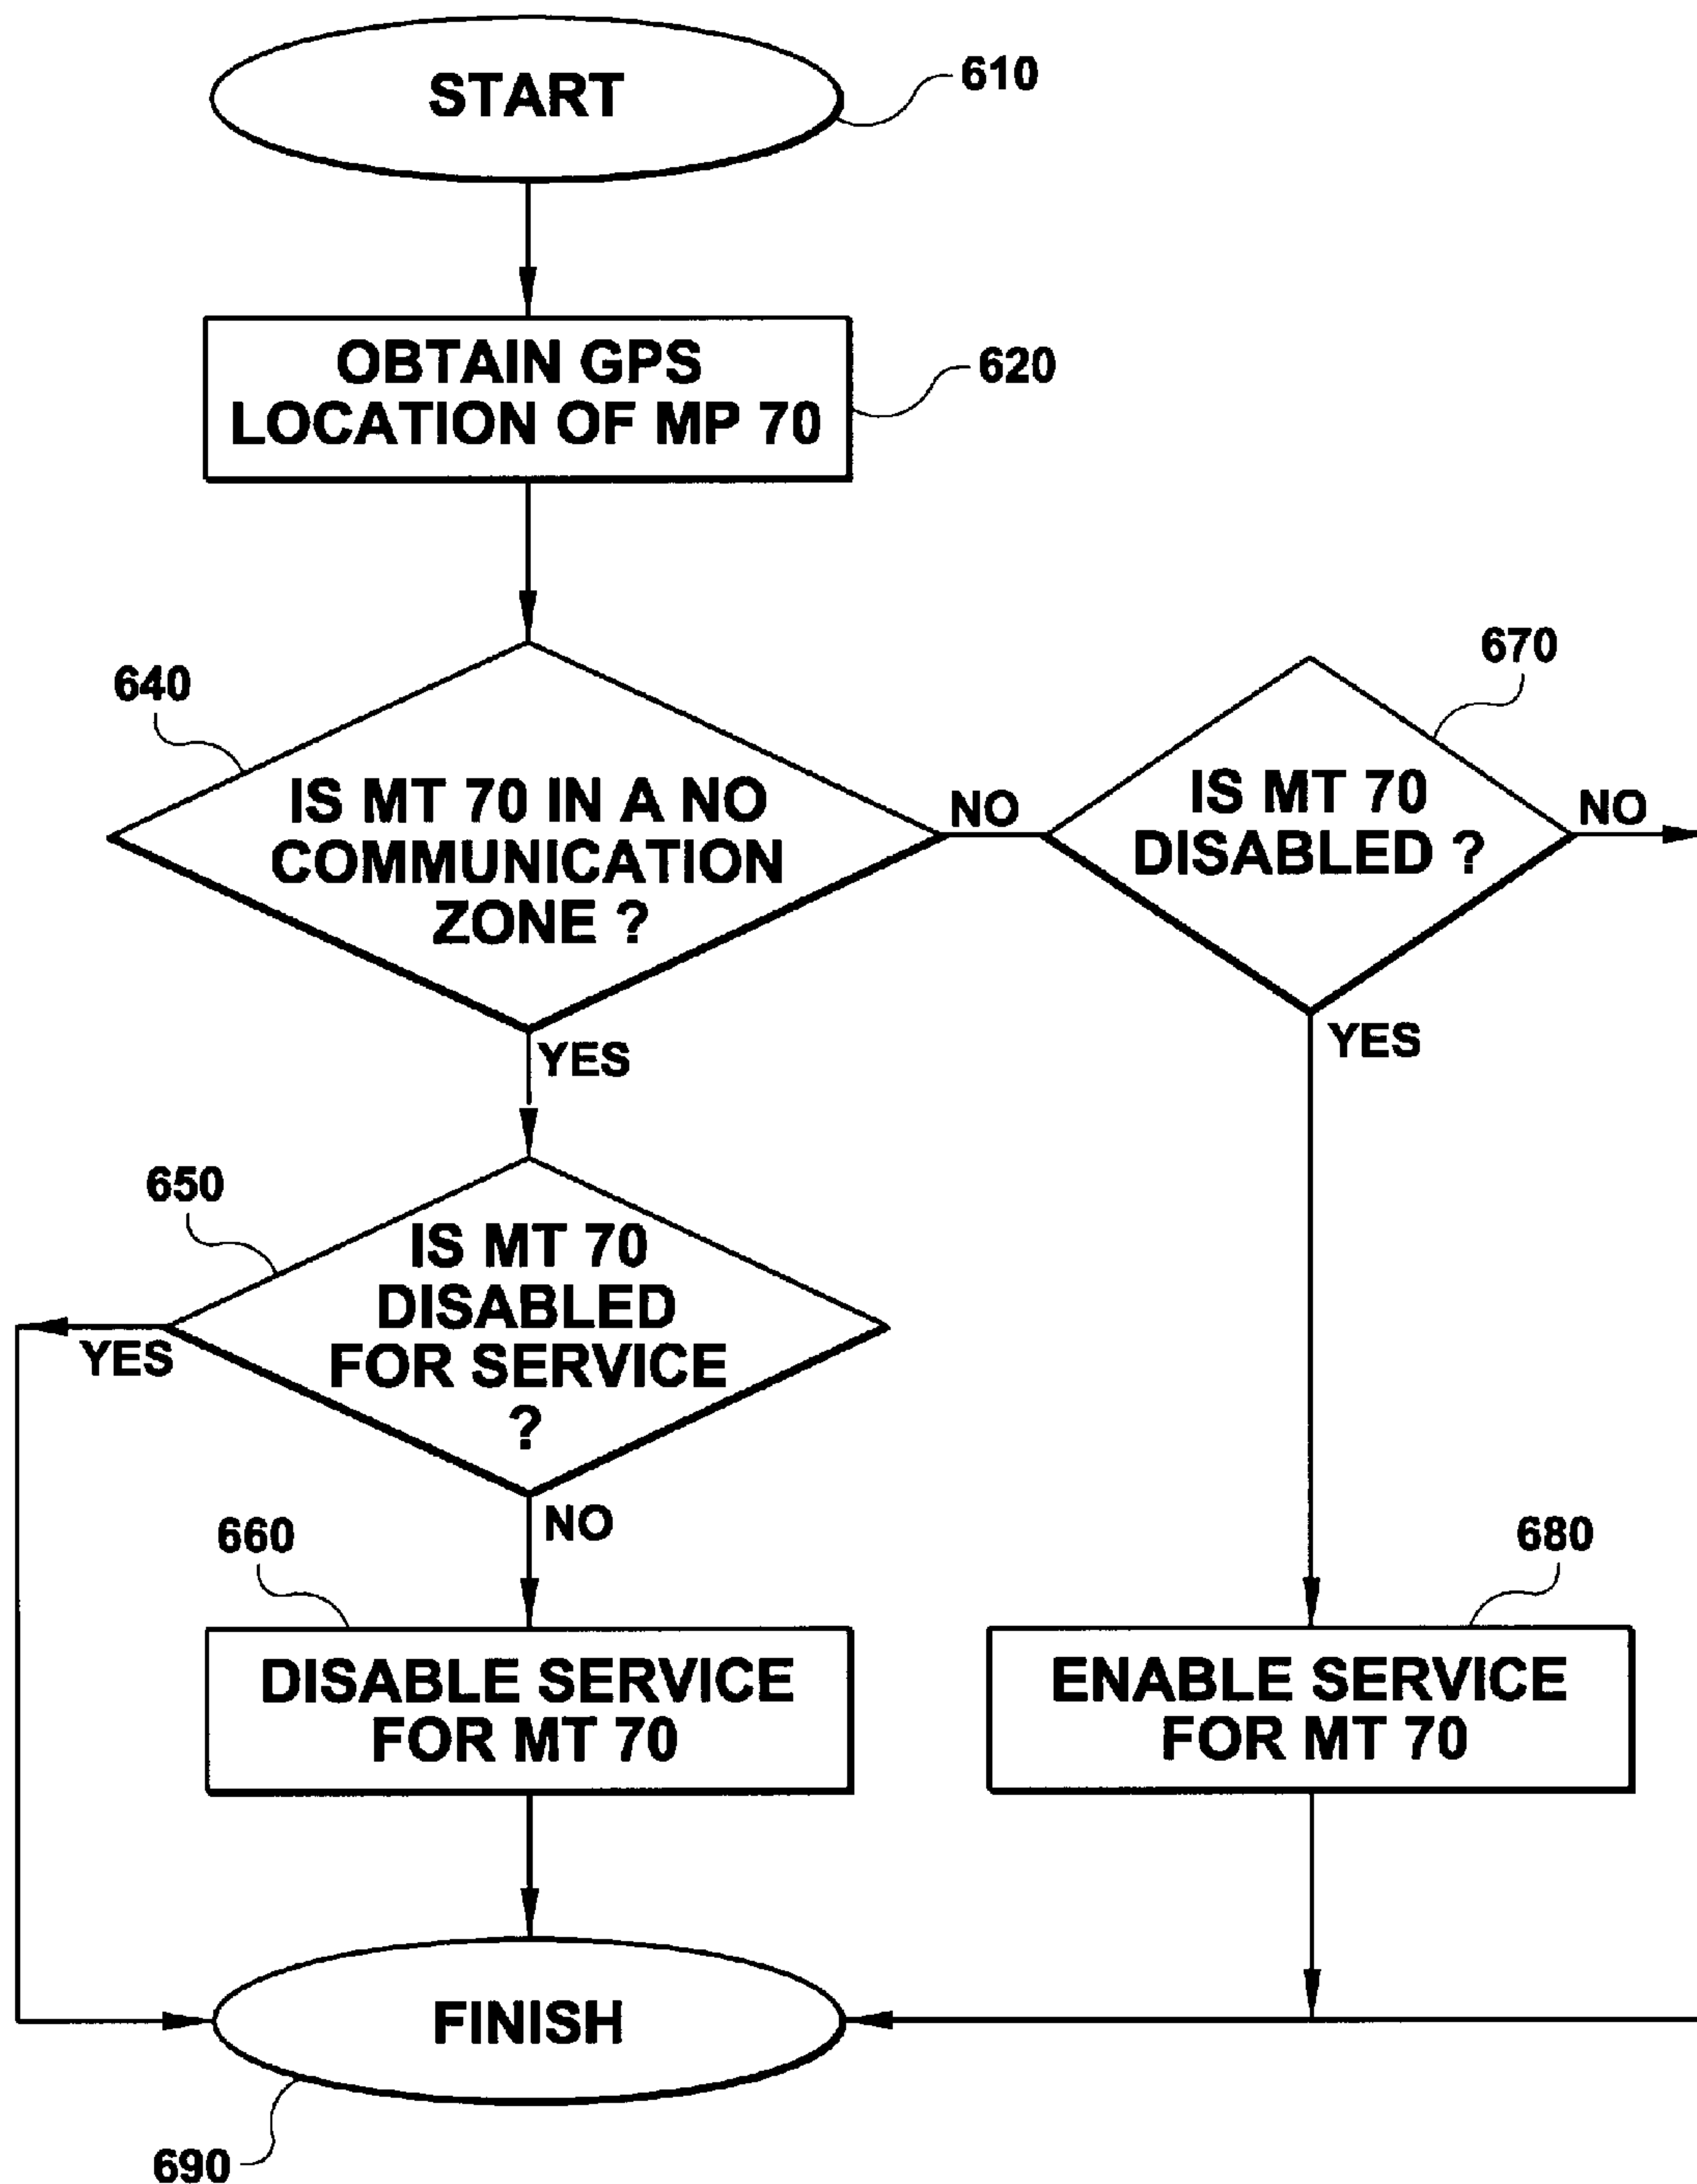 START
610
OBTAIN GPS
LOCATION OF MP 70
620
640
IS MT 70 IN A NO
COMMUNICATION
ZONE ?
NO
YES
670
IS MT 70
DISABLED ?
NO
YES
650
IS MT 70
DISABLED
FOR SERVICE
?
YES
NO
660
DISABLE SERVICE
FOR MT 70
680
ENABLE SERVICE
FOR MT 70
FINISH
690